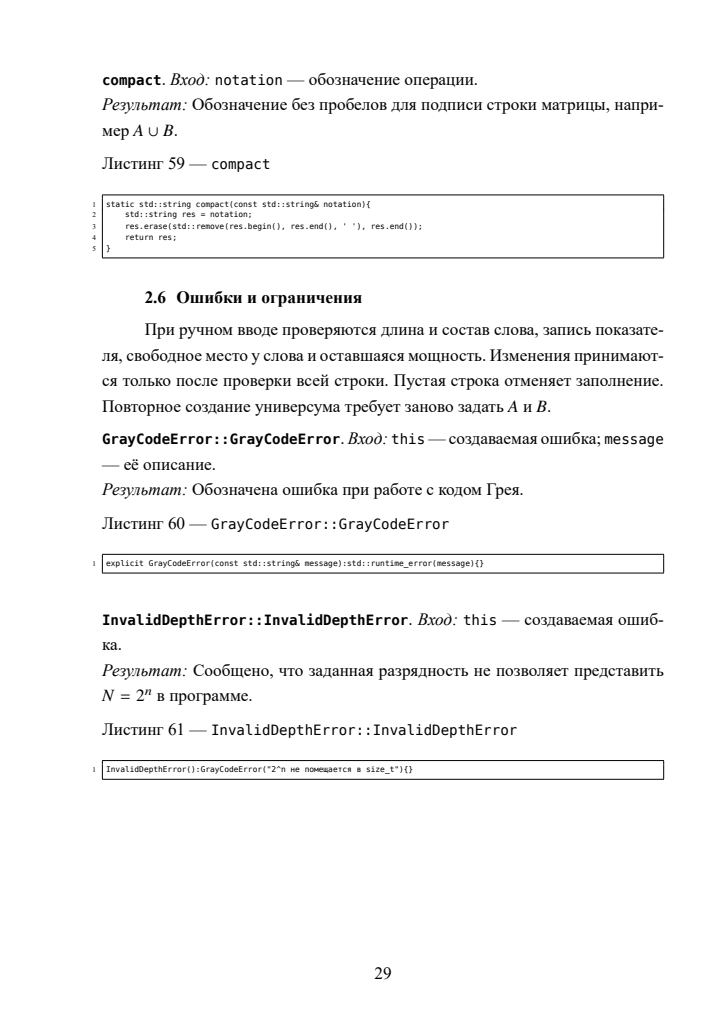 compact. Вход: notation — обозначение операции.
Результат: Обозначение без пробелов для подписи строки матрицы, напри-
мер A ∪ B.
Листинг 59 — compact
1 static std::string compact(const std::string& notation){
2 std::string res = notation;
3 res.erase(std::remove(res.begin(), res.end(), ' '), res.end());
4 return res;
5 }
2.6 Ошибки и ограничения
При ручном вводе проверяются длина и состав слова, запись показате-
ля, свободное место у слова и оставшаяся мощность. Изменения принимают-
ся только после проверки всей строки. Пустая строка отменяет заполнение.
Повторное создание универсума требует заново задать A и B.
GrayCodeError::GrayCodeError. Вход: this — создаваемая ошибка; message
— её описание.
Результат: Обозначена ошибка при работе с кодом Грея.
Листинг 60 — GrayCodeError::GrayCodeError
1 explicit GrayCodeError(const std::string& message):std::runtime_error(message){}
InvalidDepthError::InvalidDepthError. Вход: this — создаваемая ошиб-
ка.
Результат: Сообщено, что заданная разрядность не позволяет представить
N = 2ⁿ в программе.
Листинг 61 — InvalidDepthError::InvalidDepthError
1 InvalidDepthError():GrayCodeError("2^n не помещается в size_t"){}
29